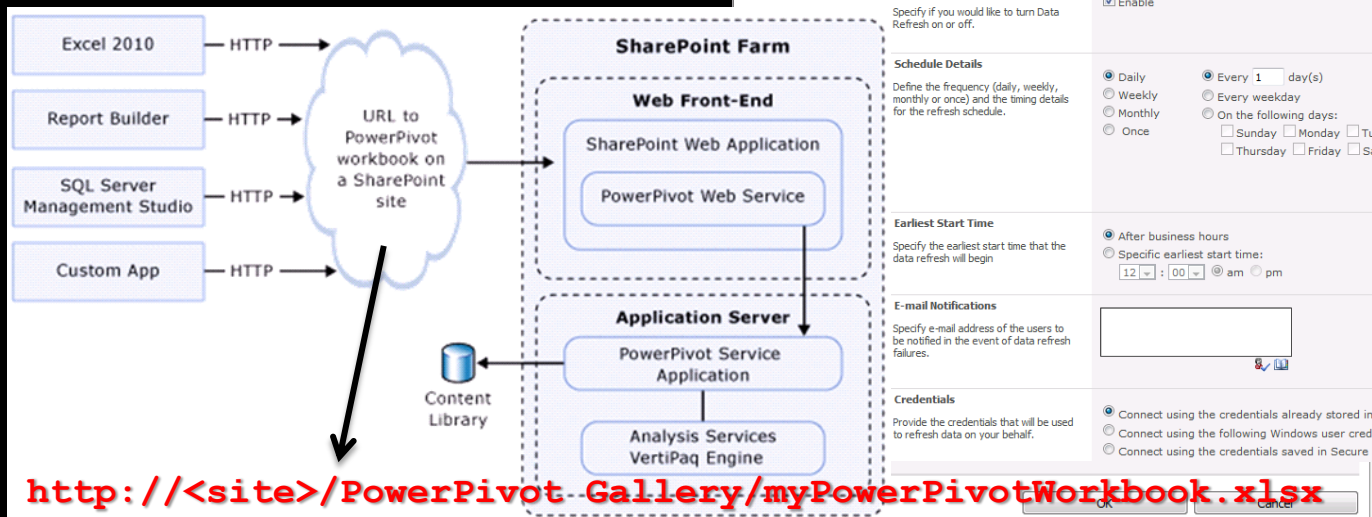 Excel 2010
HTTP
Report Builder
HTTP
SQL Server
Management Studio
HTTP
Custom App
HTTP
URL to
PowerPivot
workbook on
a SharePoint
site
SharePoint Farm
Web Front-End
SharePoint Web Application
PowerPivot Web Service
Application Server
PowerPivot Service
Application
Content
Library
Analysis Services
VertiPaq Engine
http://<site>/PowerPivot Gallery/myPowerPivotWorkbook.xlsx
Specify if you would like to turn Data
Refresh on or off.
Enable
Schedule Details
Define the frequency (daily, weekly,
monthly or once) and the timing details
for the refresh schedule.
Daily
Weekly
Monthly
Once
Every 1 day(s)
Every weekday
On the following days:
Sunday Monday Tu
Thursday Friday Sa
Earliest Start Time
Specify the earliest start time that the
data refresh will begin
After business hours
Specific earliest start time:
12 : 00 am pm
E-mail Notifications
Specify e-mail address of the users to
be notified in the event of data refresh
failures.
Credentials
Provide the credentials that will be used
to refresh data on your behalf.
Connect using the credentials already stored in
Connect using the following Windows user cred
Connect using the credentials saved in Secure
OK
Cancel